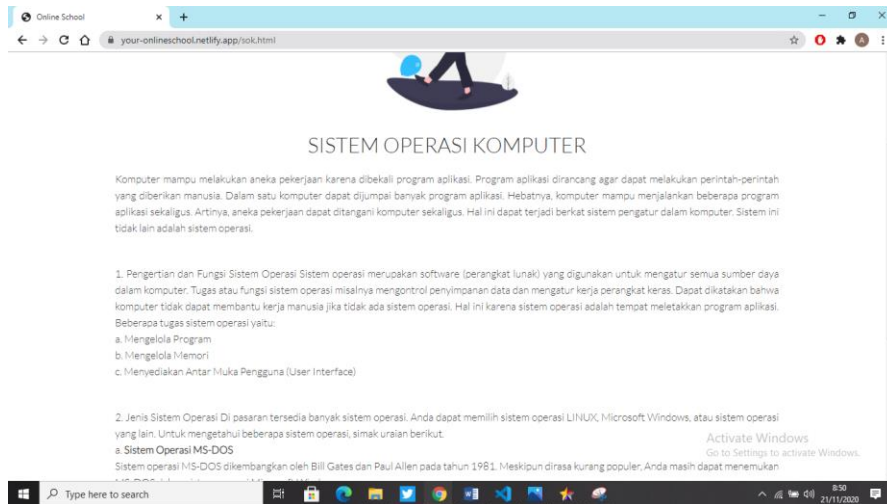 Online School
your-onlineschool.netlify.app/sok.html
A
SISTEM OPERASI KOMPUTER
Komputer mampu melakukan aneka pekerjaan karena dibekali program aplikasi. Program aplikasi dirancang agar dapat melakukan perintah-perintah
yang diberikan manusia. Dalam satu komputer dapat dijumpai banyak program aplikasi. Hebatnya, komputer mampu menjalankan beberapa program
aplikasi sekaligus. Artinya, aneka pekerjaan dapat ditangani komputer sekaligus. Hal ini dapat terjadi berkat sistem pengatur dalam komputer. Sistem ini
tidak lain adalah sistem operasi.
1. Pengertian dan Fungsi Sistem Operasi Sistem operasi merupakan software (perangkat lunak) yang digunakan untuk mengatur semua sumber daya
dalam komputer. Tugas atau fungsi sistem operasi misalnya mengontrol penyimpanan data dan mengatur kerja perangkat keras. Dapat dikatakan bahwa
komputer tidak dapat membantu kerja manusia jika tidak ada sistem operasi. Hal ini karena sistem operasi adalah tempat meletakkan program aplikasi.
Beberapa tugas sistem operasi yaitu:
a. Mengelola Program
b. Mengelola Memori
c. Menyediakan Antar Muka Pengguna (User Interface)
2. Jenis Sistem Operasi Di pasaran tersedia banyak sistem operasi. Anda dapat memilih sistem operasi LINUX, Microsoft Windows, atau sistem operasi
yang lain. Untuk mengetahui beberapa sistem operasi, simak uraian berikut.
a. Sistem Operasi MS-DOS
Sistem operasi MS-DOS dikembangkan oleh Bill Gates dan Paul Allen pada tahun 1981. Meskipun dirasa kurang populer, Anda masih dapat menemukan
Activate Windows
Go to Settings to activate Windows.
Type here to search
8:50
21/11/2020